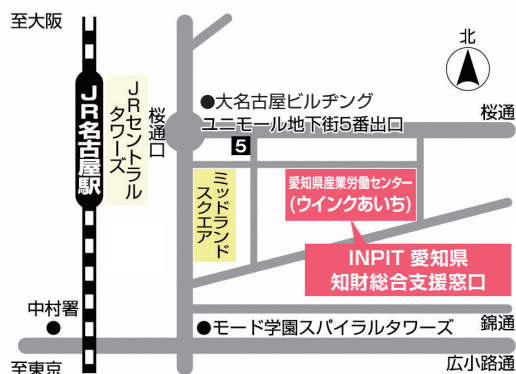 至大阪
北
JR名古屋駅
JRセントラル
タワーズ
桜通口
●大名古屋ビルヂング
ユニモール地下街5番出口
桜通
5
ミッドランド
スクエア
愛知県産業労働センター
(ウインクあいち)
INPIT 愛知県
知財総合支援窓口
中村署
●モード学園スパイラルタワーズ
錦通
広小路通
至東京